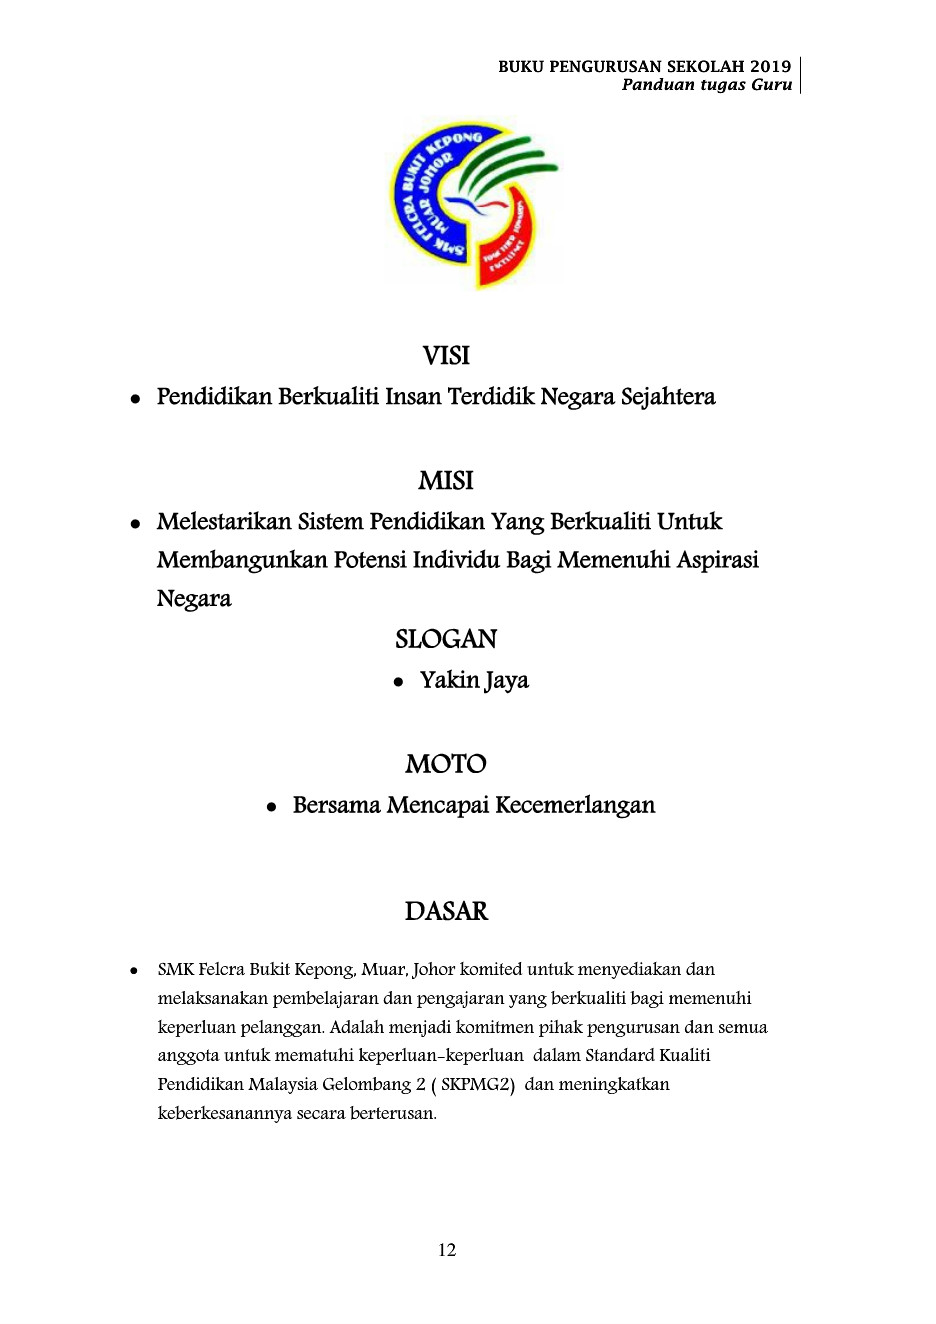 BUKU PENGURUSAN SEKOLAH 2019
Panduan tugas Guru
SMK FELCRA BUKIT KEPONG
MUAR JOHOR
TOGETHER TOWARDS
EXCELLENCE
VISI
● Pendidikan Berkualiti Insan Terdidik Negara Sejahtera
MISI
● Melestarikan Sistem Pendidikan Yang Berkualiti Untuk
Membangunkan Potensi Individu Bagi Memenuhi Aspirasi
Negara
SLOGAN
● Yakin Jaya
MOTO
● Bersama Mencapai Kecemerlangan
DASAR
● SMK Felcra Bukit Kepong, Muar, Johor komited untuk menyediakan dan
melaksanakan pembelajaran dan pengajaran yang berkualiti bagi memenuhi
keperluan pelanggan. Adalah menjadi komitmen pihak pengurusan dan semua
anggota untuk mematuhi keperluan-keperluan  dalam Standard Kualiti
Pendidikan Malaysia Gelombang 2 ( SKPMG2)  dan meningkatkan
keberkesanannya secara berterusan.
12